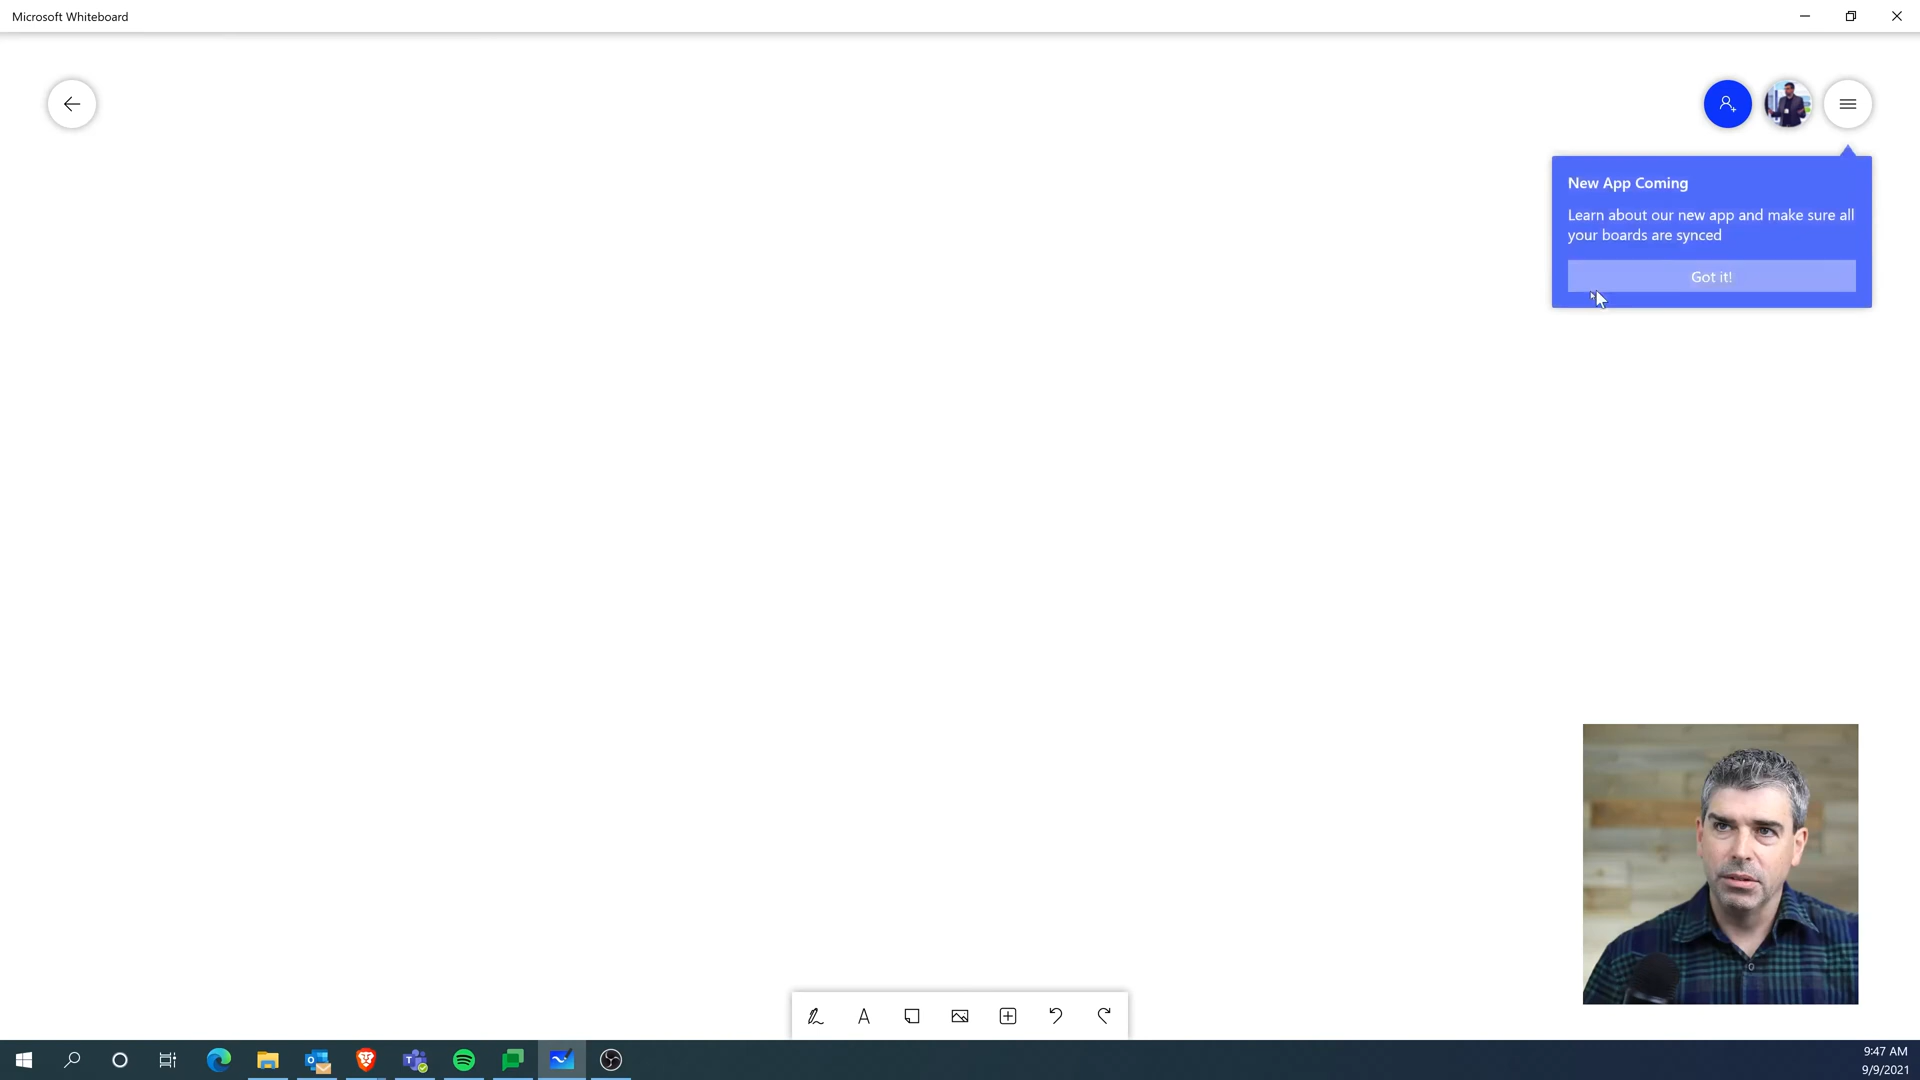 Microsoft Whiteboard
New App Coming
Learn about our new app and make sure all
your boards are synced
Got it!
9:47 AM
9/9/2021